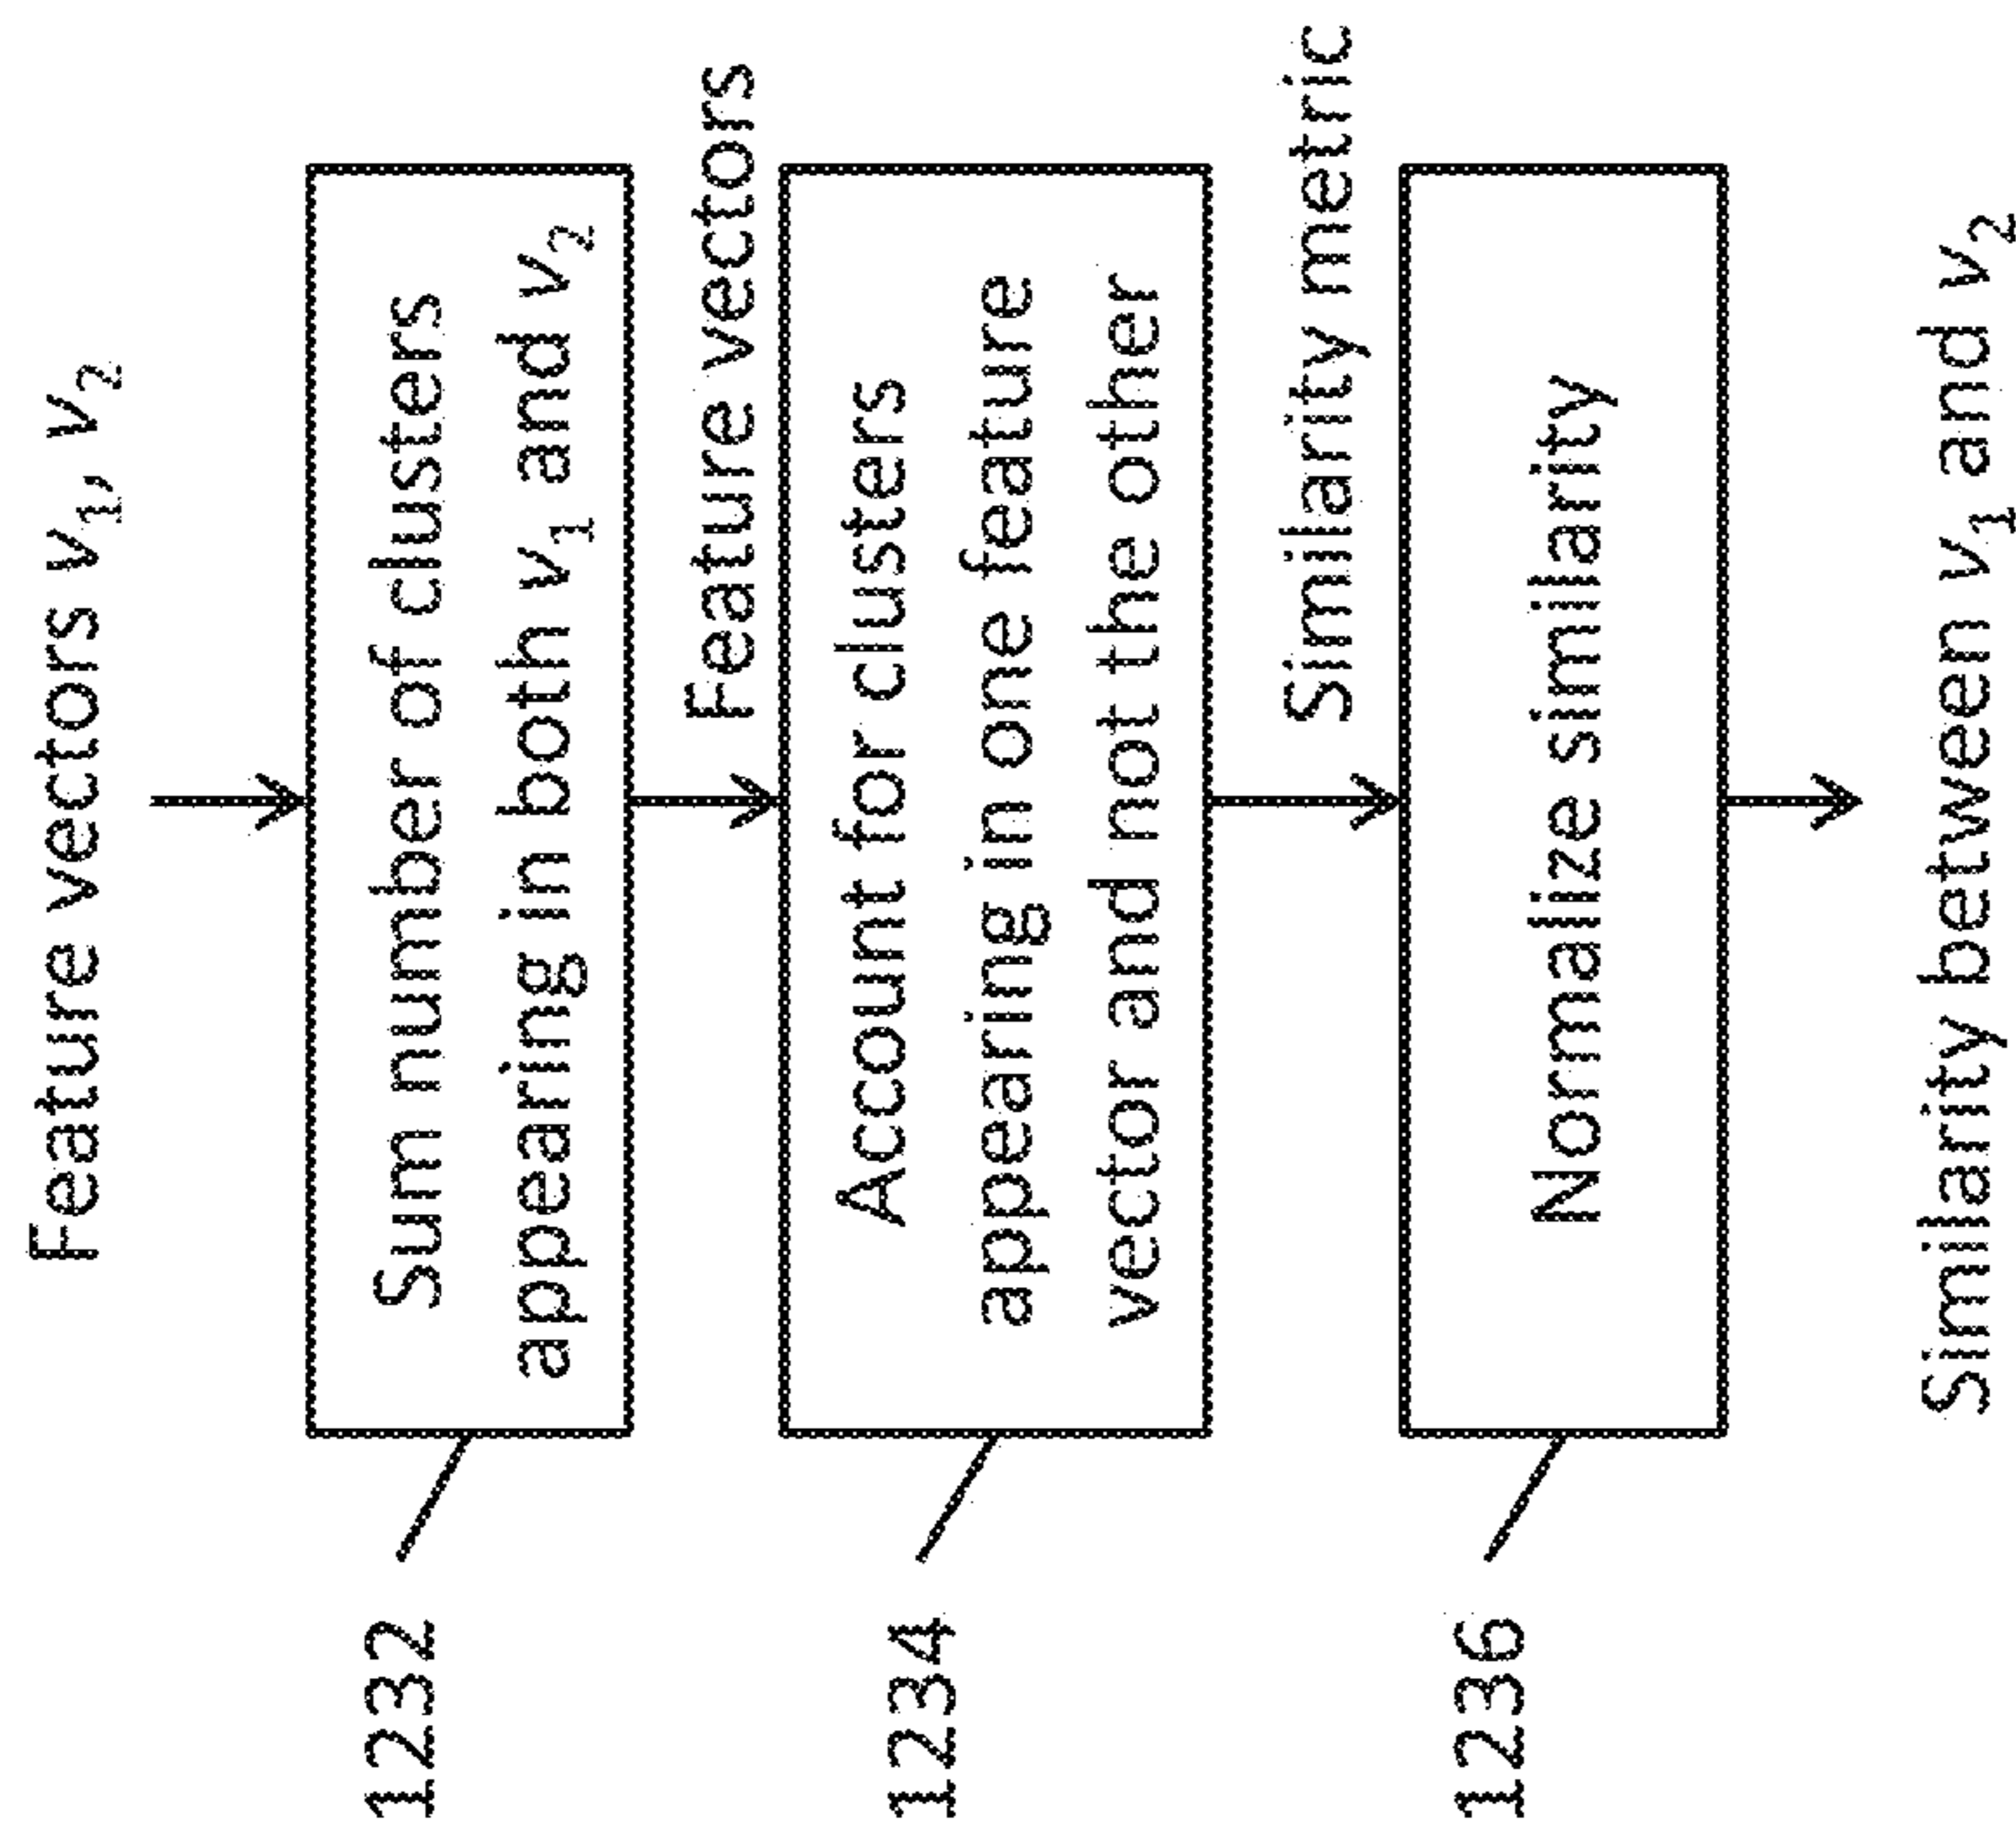 Feature vectors v₁, v₂
1232
Sum number of clusters
appearing in both v₁ and v₂
Feature vectors
1234
Account for clusters
appearing in one feature
vector and not the other
Similarity metric
1236
Normalize similarity
Similarity between v₁ and v₂